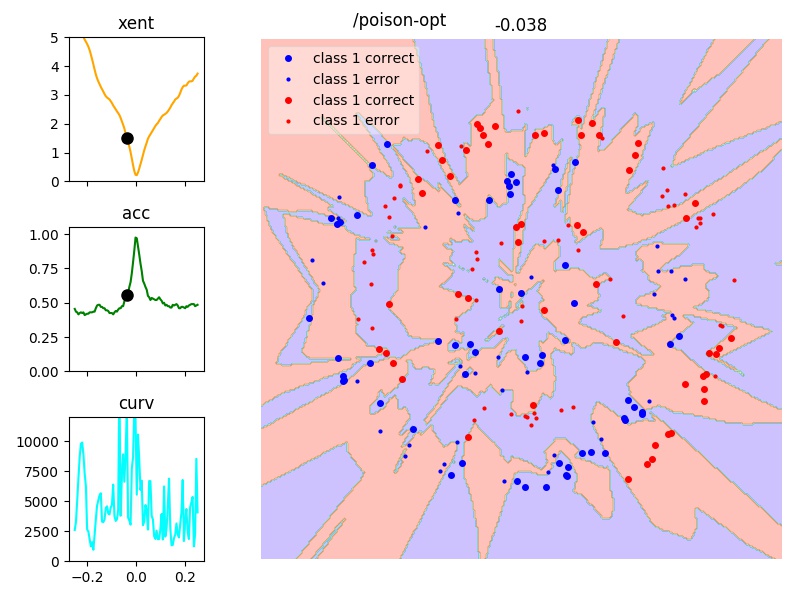 xent
5
4
3
2
1
0
acc
1.00
0.75
0.50
0.25
0.00
curv
10000
7500
5000
2500
0
−0.2 0.0 0.2
/poison-opt -0.038
class 1 correct
class 1 error
class 1 correct
class 1 error